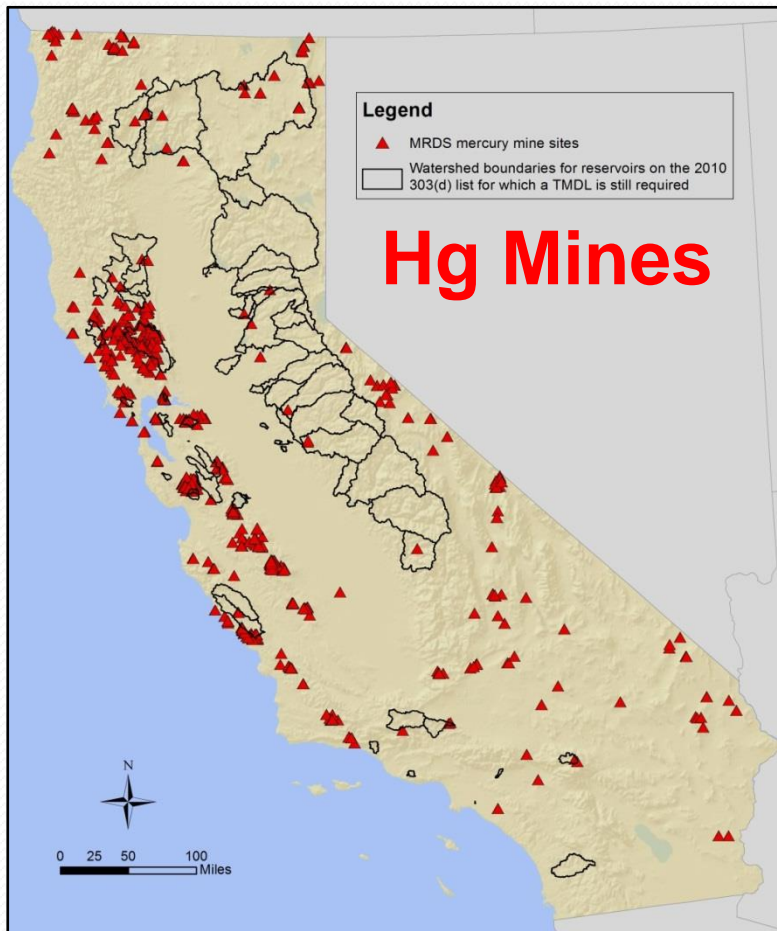 Legend
MRDS mercury mine sites
Watershed boundaries for reservoirs on the 2010
303(d) list for which a TMDL is still required
Hg Mines
N
0 25 50 100
Miles